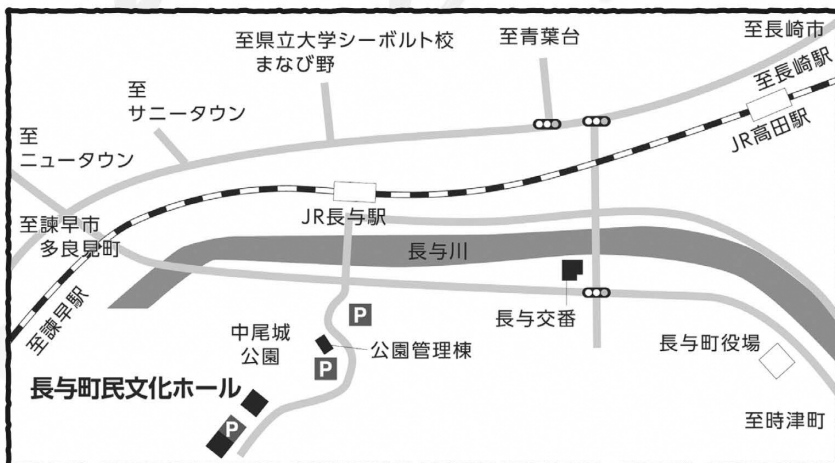 至長崎市
至青葉台
至県立大学シーボルト校
まなび野
至長崎駅
至
サニータウン
JR高田駅
至
ニュータウン
JR長与駅
至諫早市
多良見町
長与川
至諫早駅
長与交番
P
中尾城
公園
公園管理棟
長与町役場
P
長与町民文化ホール
P
至時津町